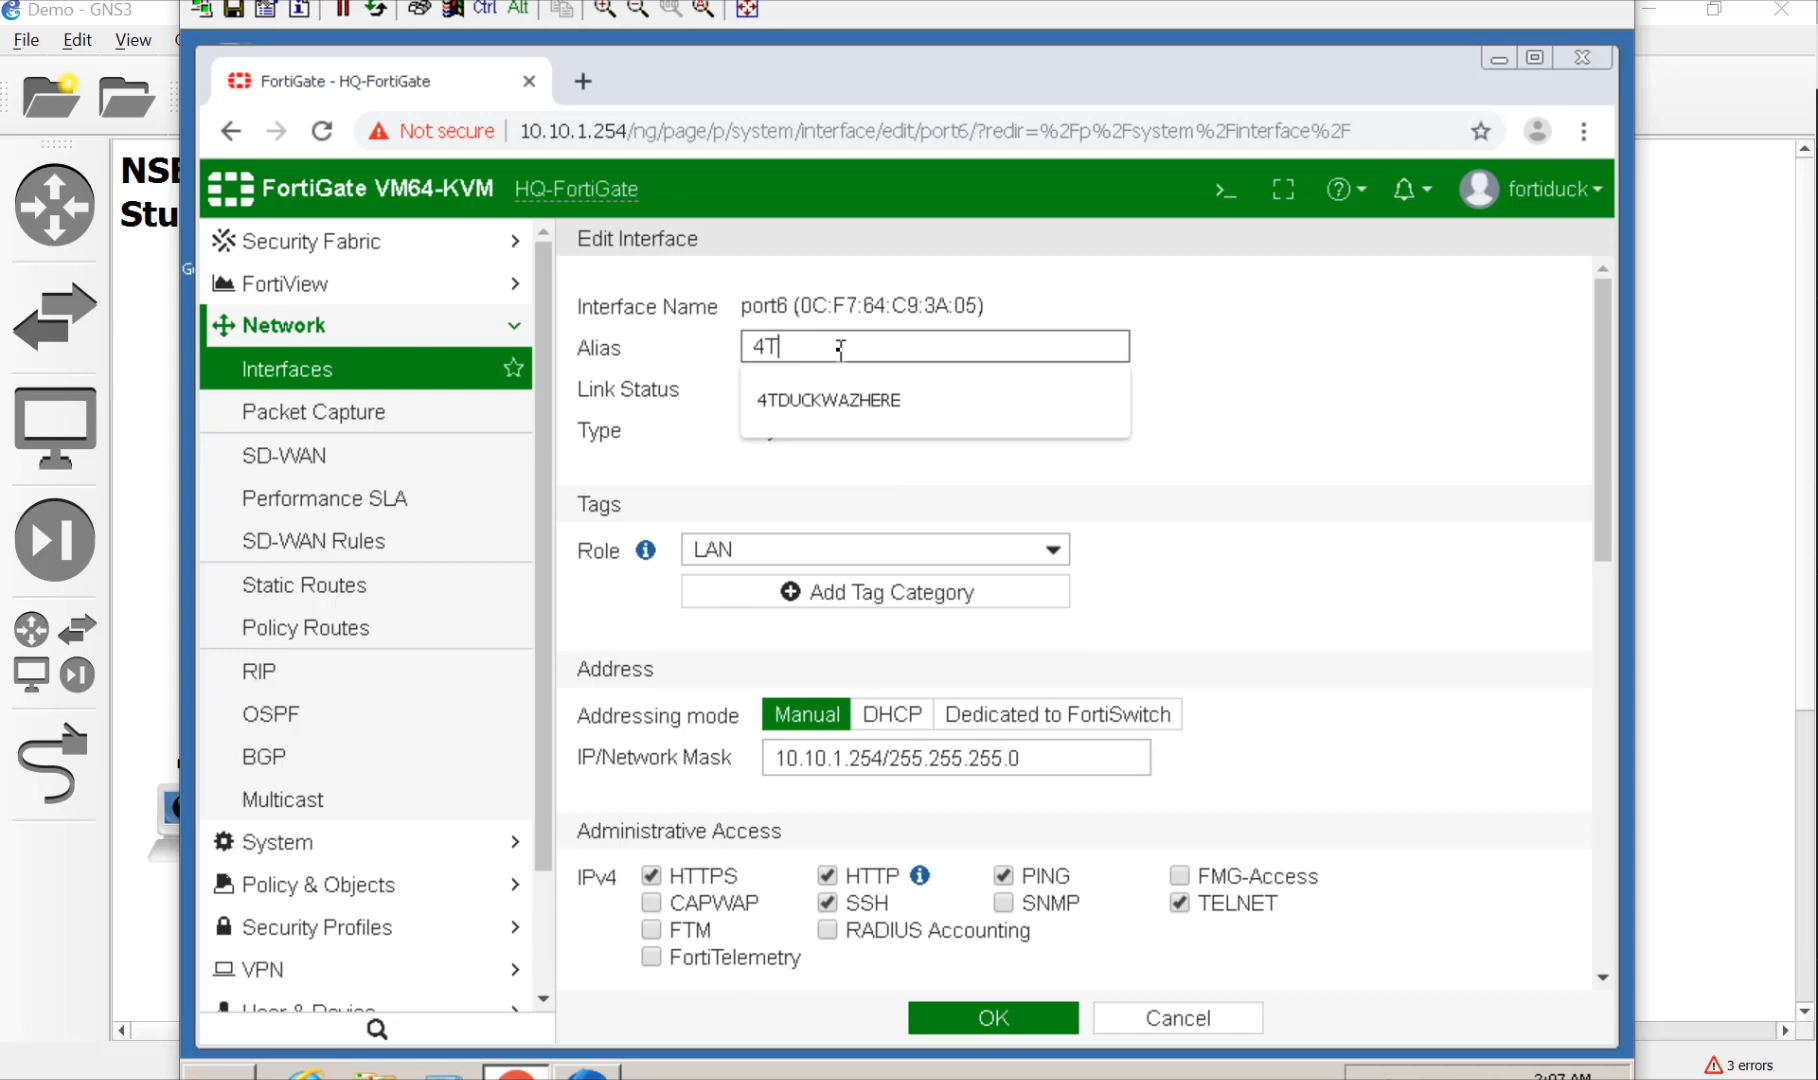 Demo - GNS3
File Edit View
Ctrl Alt
NSE
Stu
FortiGate - HQ-FortiGate
Not secure | 10.10.1.254/ng/page/p/system/interface/edit/port6/?redir=%2Fp%2Fsystem%2Finterface%2F
FortiGate VM64-KVM HQ-FortiGate
>_
fortiduck
Security Fabric
FortiView
Network
Interfaces
Packet Capture
SD-WAN
Performance SLA
SD-WAN Rules
Static Routes
Policy Routes
RIP
OSPF
BGP
Multicast
System
Policy & Objects
Security Profiles
VPN
User & Device
Edit Interface
Interface Name port6 (0C:F7:64:C9:3A:05)
Alias 4T
4TDUCKWAZHERE
Link Status
Type
Tags
Role LAN
Add Tag Category
Address
Addressing mode Manual DHCP Dedicated to FortiSwitch
IP/Network Mask 10.10.1.254/255.255.255.0
Administrative Access
IPv4 HTTPS HTTP PING FMG-Access
CAPWAP SSH SNMP TELNET
FTM RADIUS Accounting
FortiTelemetry
OK Cancel
3 errors
2:07 AM